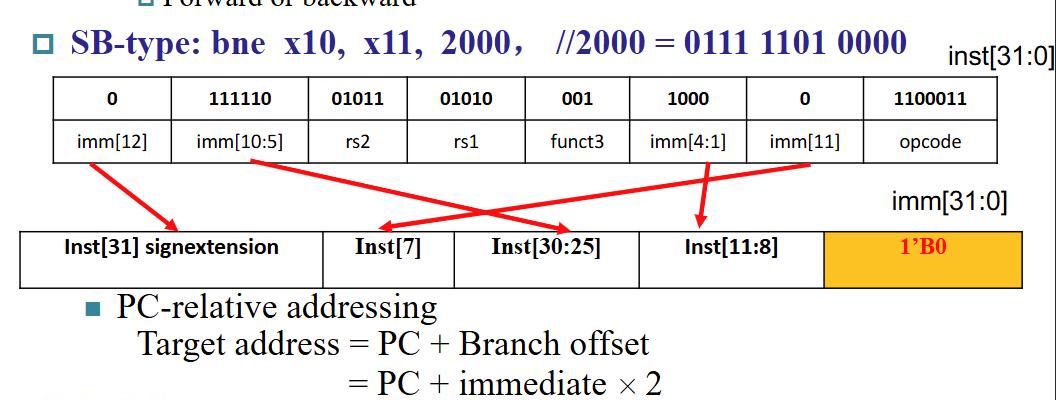 Forward or backward
SB-type: bne x10, x11, 2000, //2000 = 0111 1101 0000
inst[31:0]
0 111110 01011 01010 001 1000 0 1100011
imm[12] imm[10:5] rs2 rs1 funct3 imm[4:1] imm[11] opcode
imm[31:0]
Inst[31] signextension Inst[7] Inst[30:25] Inst[11:8] 1’B0
PC-relative addressing
Target address = PC + Branch offset
= PC + immediate × 2